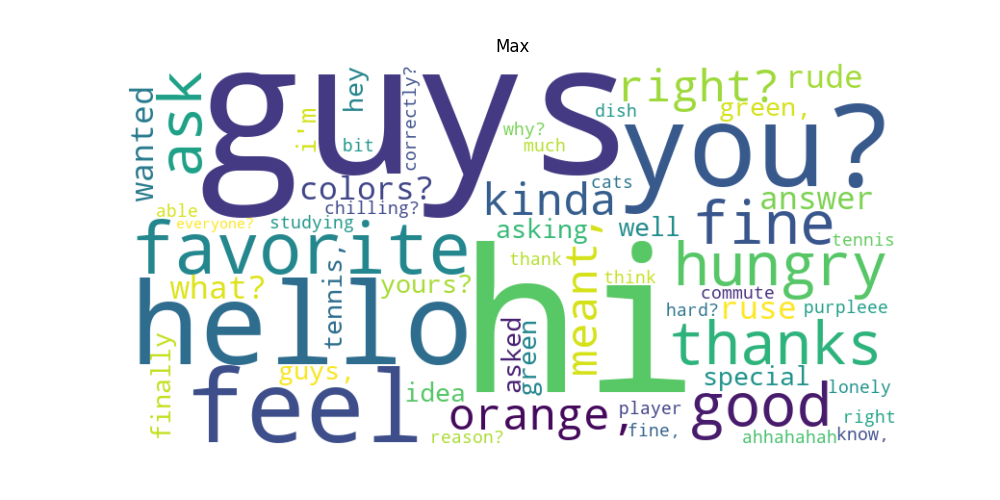 Max
guys
you?
hi
hello
feel
favorite
ask
wanted
i'm
hey
bit
correctly?
right?
rude
dish
green,
why?
much
colors?
chilling?
kinda
cats
answer
fine
able
everyone?
studying
asking
well
tennis
what?
tennis,
yours?
thank
meant,
think
hungry
commute
hard?
ruse
purpleee
finally
guys,
asked
green
thanks
idea
special
lonely
orange,
player
fine,
good
right
reason?
ahhahahah
know,